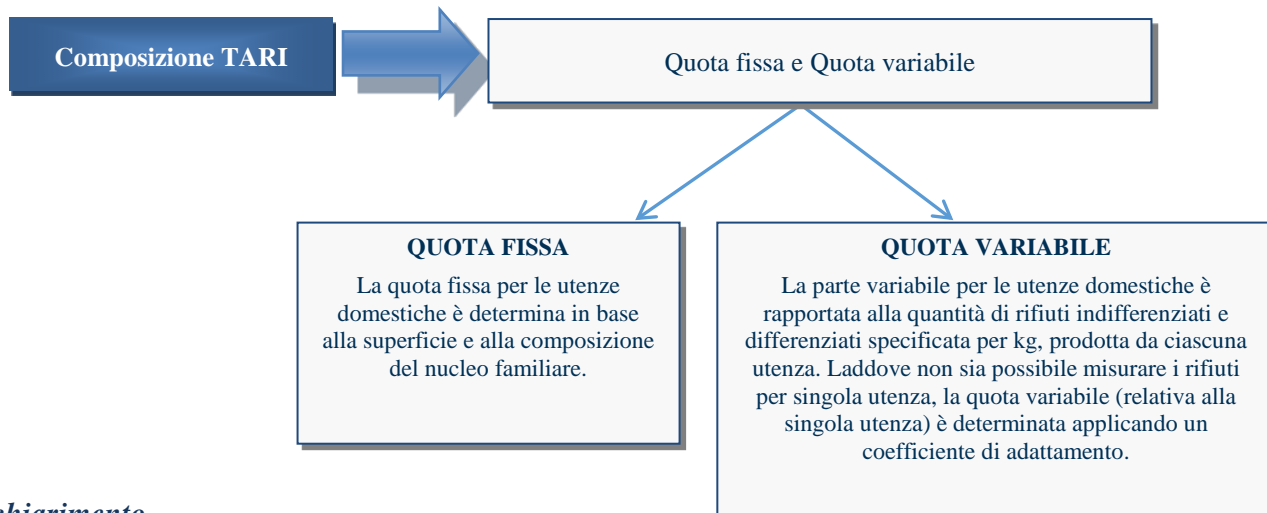 Composizione TARI
Quota fissa e Quota variabile
QUOTA FISSA
La quota fissa per le utenze
domestiche è determina in base
alla superficie e alla composizione
del nucleo familiare.
QUOTA VARIABILE
La parte variabile per le utenze domestiche è
rapportata alla quantità di rifiuti indifferenziati e
differenziati specificata per kg, prodotta da ciascuna
utenza. Laddove non sia possibile misurare i rifiuti
per singola utenza, la quota variabile (relativa alla
singola utenza) è determinata applicando un
coefficiente di adattamento.